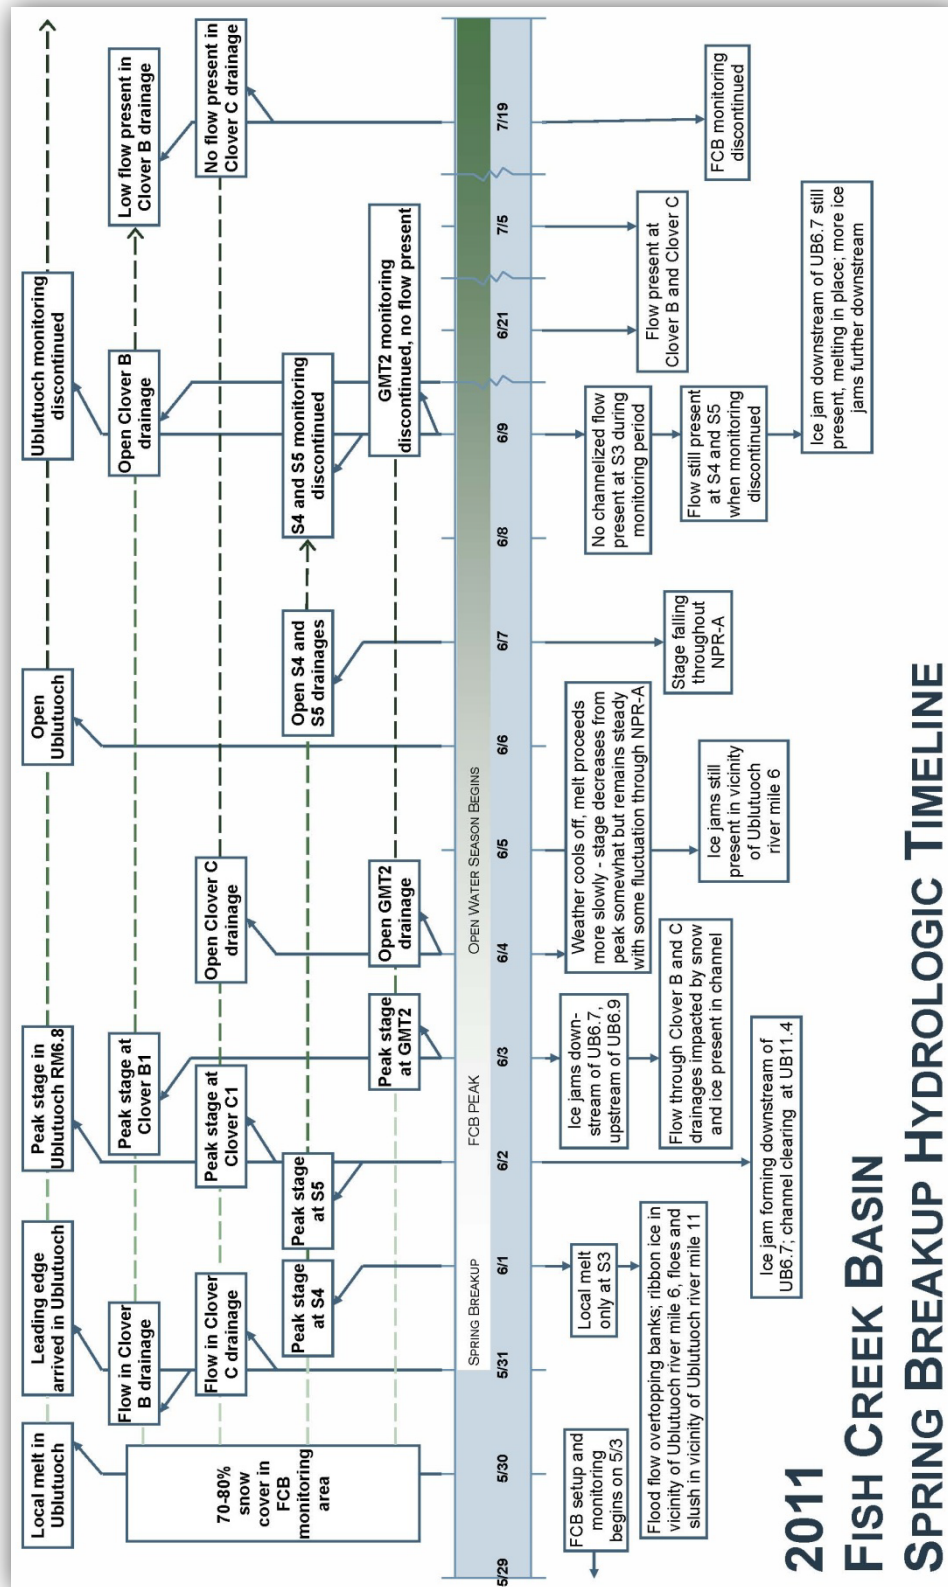 Local melt in
Ublutuoch
Leading edge
arrived in Ublutuoch
Peak stage in
Ublutuoch RM6.8
Open
Ublutuoch
Ublutuoch monitoring
discontinued
Flow in Clover
B drainage
Peak stage at
Clover B1
Open Clover B
drainage
Low flow present in
Clover B drainage
70-80%
snow
cover in
FCB
monitoring
area
Flow in Clover
C drainage
Peak stage at
Clover C1
Open Clover C
drainage
No flow present in
Clover C drainage
Peak stage
at S4
Peak stage
at S5
Open S4 and
S5 drainages
S4 and S5 monitoring
discontinued
Peak stage
at GMT2
Open GMT2
drainage
GMT2 monitoring
discontinued, no flow present
SPRING BREAKUP
FCB PEAK
OPEN WATER SEASON BEGINS
5/29
5/30
5/31
6/1
6/2
6/3
6/4
6/5
6/6
6/7
6/8
6/9
6/21
7/5
7/19
FCB setup and
monitoring
begins on 5/3
Local melt
only at S3
Flood flow overtopping banks; ribbon ice in
vicinity of Ublutuoch river mile 6, floes and
slush in vicinity of Ublutuoch river mile 11
Ice jam forming downstream of
UB6.7; channel clearing at UB11.4
Ice jams down-
stream of UB6.7,
upstream of UB6.9
Flow through Clover B and C
drainages impacted by snow
and ice present in channel
Weather cools off, melt proceeds
more slowly - stage decreases from
peak somewhat but remains steady
with some fluctuation through NPR-A
Ice jams still
present in vicinity
of Ublutuoch
river mile 6
Stage falling
throughout
NPR-A
No channelized flow
present at S3 during
monitoring period
Flow still present
at S4 and S5
when monitoring
discontinued
Ice jam downstream of UB6.7 still
present, melting in place; more ice
jams further downstream
Flow present at
Clover B and Clover C
FCB monitoring
discontinued
2011
FISH CREEK BASIN
SPRING BREAKUP HYDROLOGIC TIMELINE